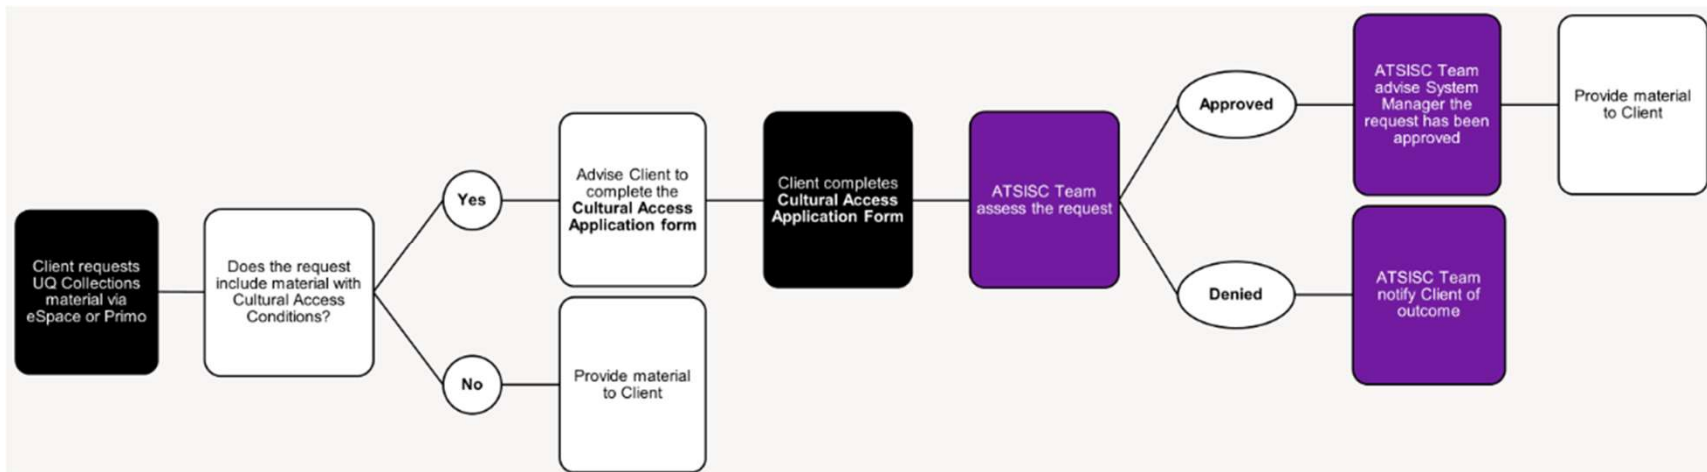 Client requests
UQ Collections
material via
eSpace or Primo
Does the request
include material with
Cultural Access
Conditions?
Yes
Advise Client to
complete the
Cultural Access
Application form
Client completes
Cultural Access
Application Form
ATSISC Team
assess the request
Approved
ATSISC Team
advise System
Manager the
request has been
approved
Provide material
to Client
Denied
ATSISC Team
notify Client of
outcome
No
Provide material
to Client